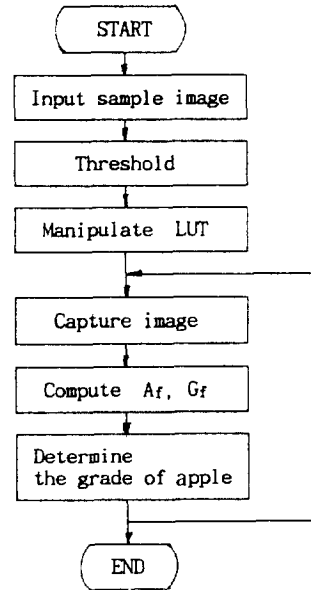 START
Input sample image
Threshold
Manipulate LUT
Capture image
Compute Af, Gf
Determine
the grade of apple
END